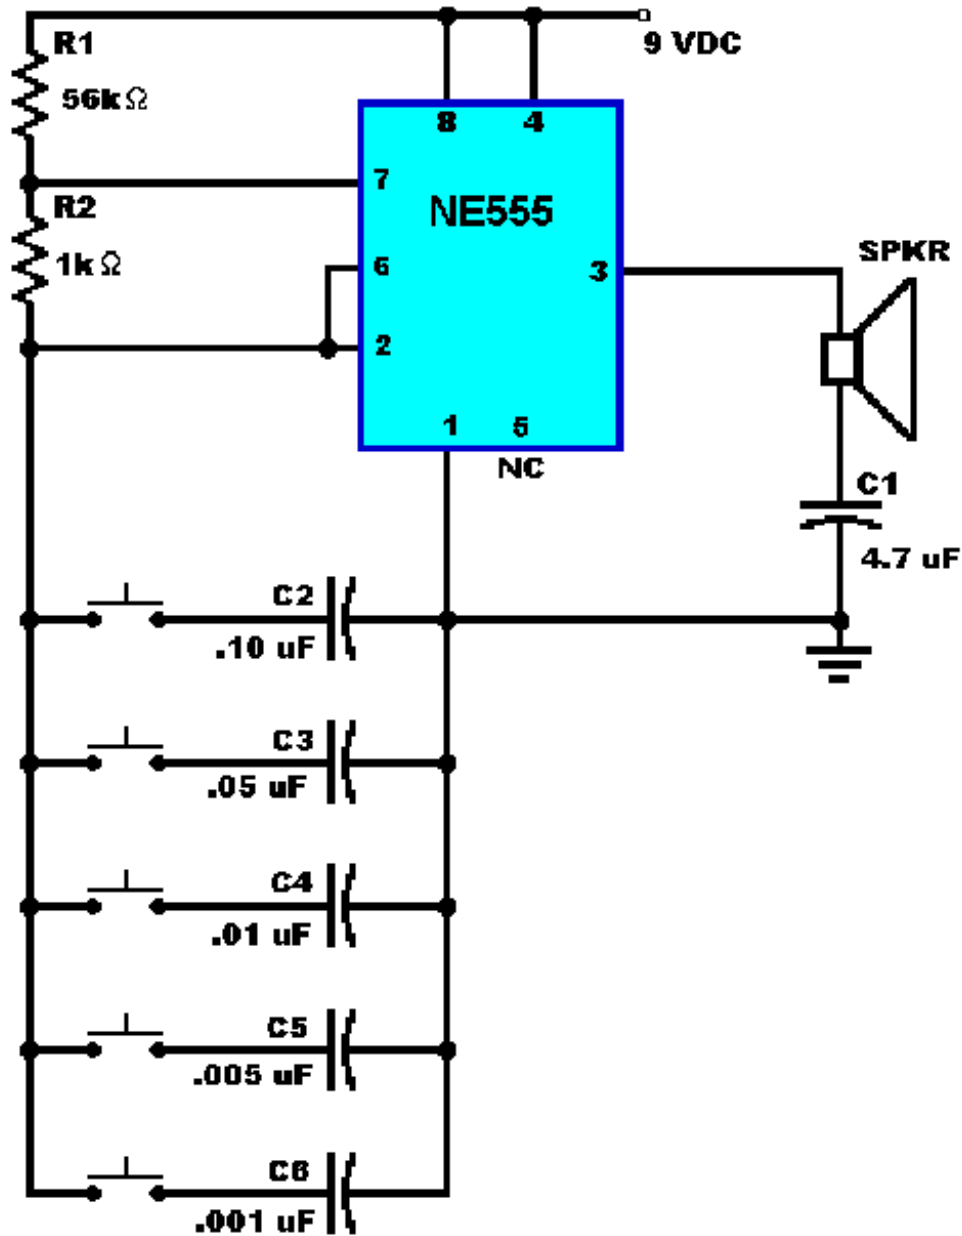 R1
56kΩ
9 VDC
8
4
7
NE555
R2
1kΩ
6
3
SPKR
2
1
5
NC
C1
4.7 uF
C2
.10 uF
C3
.05 uF
C4
.01 uF
C5
.005 uF
C6
.001 uF